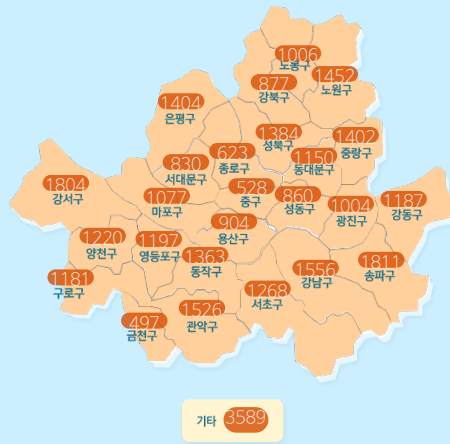 1006
도봉구
877
강북구
1452
노원구
1404
은평구
1384
성북구
1402
중랑구
623
종로구
1150
동대문구
830
서대문구
1804
강서구
1077
마포구
528
중구
860
성동구
1004
광진구
1187
강동구
904
용산구
1220
양천구
1197
영등포구
1363
동작구
1811
송파구
1181
구로구
1556
강남구
1268
서초구
497
금천구
1526
관악구
기타 3589